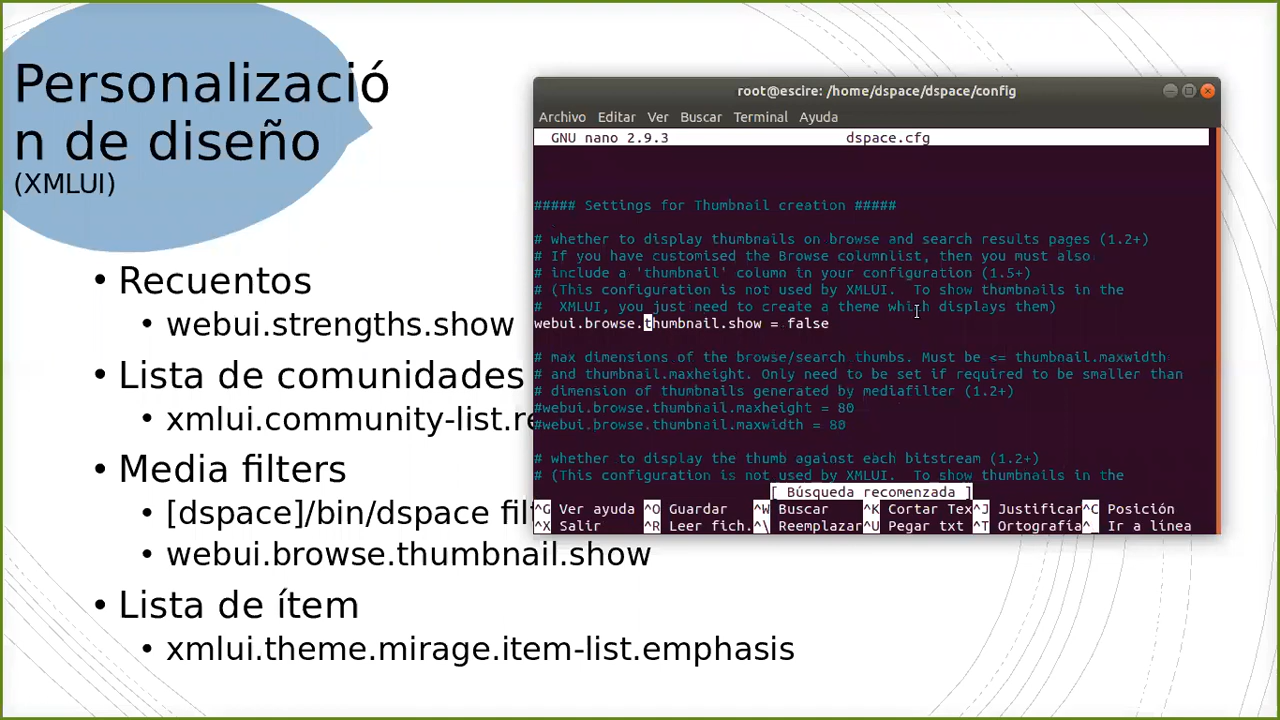 Personalizació
n de diseño
(XMLUI)
• Recuentos
• webui.strengths.show
• Lista de comunidades
• xmlui.community-list.re
• Media filters
• [dspace]/bin/dspace filt
• webui.browse.thumbnail.show
• Lista de ítem
• xmlui.theme.mirage.item-list.emphasis
root@escire: /home/dspace/dspace/config
Archivo Editar Ver Buscar Terminal Ayuda
GNU nano 2.9.3 dspace.cfg
##### Settings for Thumbnail creation #####
# whether to display thumbnails on browse and search results pages (1.2+)
# If you have customised the Browse columnlist, then you must also
# include a 'thumbnail' column in your configuration (1.5+)
# (This configuration is not used by XMLUI.  To show thumbnails in the
#  XMLUI, you just need to create a theme which displays them)
webui.browse.thumbnail.show = false
# max dimensions of the browse/search thumbs. Must be <= thumbnail.maxwidth
# and thumbnail.maxheight. Only need to be set if required to be smaller than
# dimension of thumbnails generated by mediafilter (1.2+)
#webui.browse.thumbnail.maxheight = 80
#webui.browse.thumbnail.maxwidth = 80
# whether to display the thumb against each bitstream (1.2+)
# (This configuration is not used by XMLUI.  To show thumbnails in the
[ Búsqueda recomenzada ]
^G Ver ayuda ^O Guardar ^W Buscar ^K Cortar Tex ^J Justificar ^C Posición
^X Salir ^R Leer fich. ^\ Reemplazar ^U Pegar txt ^T Ortografía ^_ Ir a línea